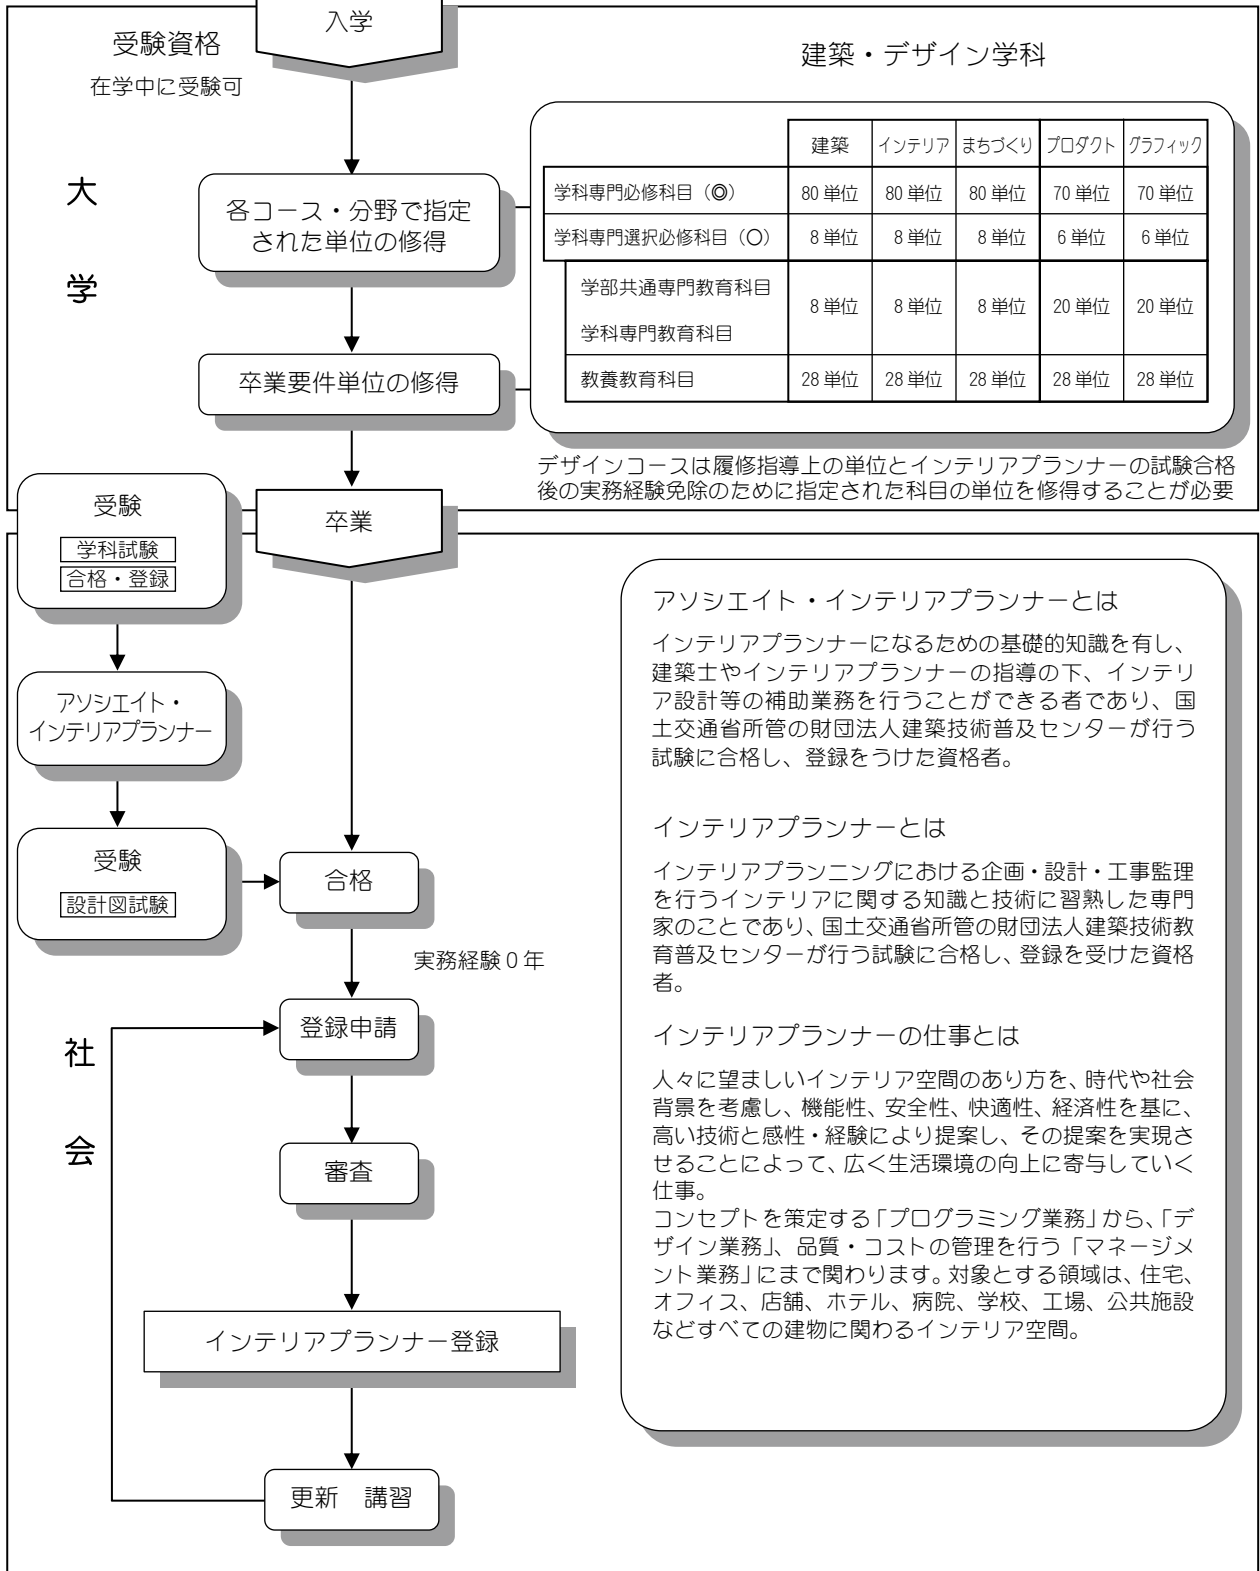 入学
受験資格
在学中に受験可
建築・デザイン学科
大
学
各コース・分野で指定
された単位の修得
卒業要件単位の修得
建築 インテリア まちづくり プロダクト グラフィック
学科専門必修科目（◎） 80 単位 80 単位 80 単位 70 単位 70 単位
学科専門選択必修科目（〇） 8 単位 8 単位 8 単位 6 単位 6 単位
学部共通専門教育科目
学科専門教育科目
8 単位 8 単位 8 単位 20 単位 20 単位
教養教育科目 28 単位 28 単位 28 単位 28 単位 28 単位
デザインコースは履修指導上の単位とインテリアプランナーの試験合格
後の実務経験免除のために指定された科目の単位を修得することが必要
受験
学科試験
合格・登録
卒業
アソシエイト・
インテリアプランナー
受験
設計図試験
合格
実務経験０年
社
会
登録申請
審査
インテリアプランナー登録
更新　講習
アソシエイト・インテリアプランナーとは
インテリアプランナーになるための基礎的知識を有し、
建築士やインテリアプランナーの指導の下、インテリ
ア設計等の補助業務を行うことができる者であり、国
土交通省所管の財団法人建築技術普及センターが行う
試験に合格し、登録をうけた資格者。
インテリアプランナーとは
インテリアプランニングにおける企画・設計・工事監理
を行うインテリアに関する知識と技術に習熟した専門
家のことであり、国土交通省所管の財団法人建築技術教
育普及センターが行う試験に合格し、登録を受けた資格
者。
インテリアプランナーの仕事とは
人々に望ましいインテリア空間のあり方を、時代や社会
背景を考慮し、機能性、安全性、快適性、経済性を基に、
高い技術と感性・経験により提案し、その提案を実現さ
せることによって、広く生活環境の向上に寄与していく
仕事。
コンセプトを策定する「プログラミング業務」から、「デ
ザイン業務」、品質・コストの管理を行う「マネージメ
ント業務」にまで関わります。対象とする領域は、住宅、
オフィス、店舗、ホテル、病院、学校、工場、公共施設
などすべての建物に関わるインテリア空間。